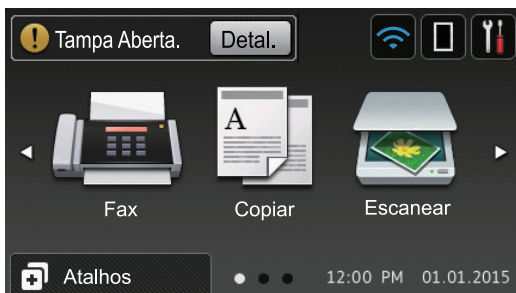 Tampa Aberta. Detal.
A
Fax Copiar Escanear
Atalhos 12:00 PM 01.01.2015